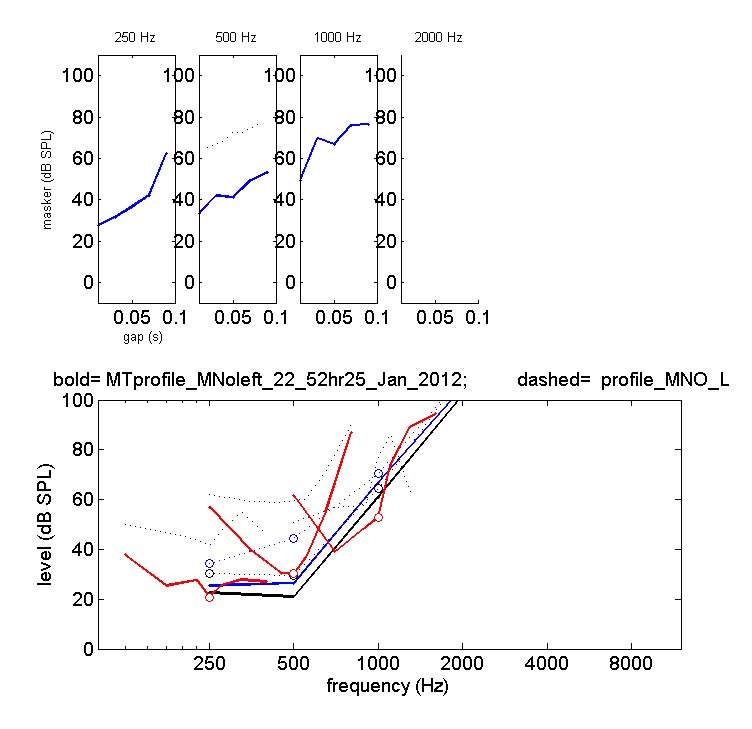 250 Hz 500 Hz 1000 Hz 2000 Hz
100 100 100 100
80 80 80 80
60 60 60 60
40 40 40 40
20 20 20 20
0 0 0 0
masker (dB SPL)
0.05 0.1 0.05 0.1 0.05 0.1 0.05 0.1
gap (s)
bold= MTprofile_MNoleft_22_52hr25_Jan_2012; dashed= profile_MNO_L
100
80
60
40
20
0
level (dB SPL)
250 500 1000 2000 4000 8000
frequency (Hz)